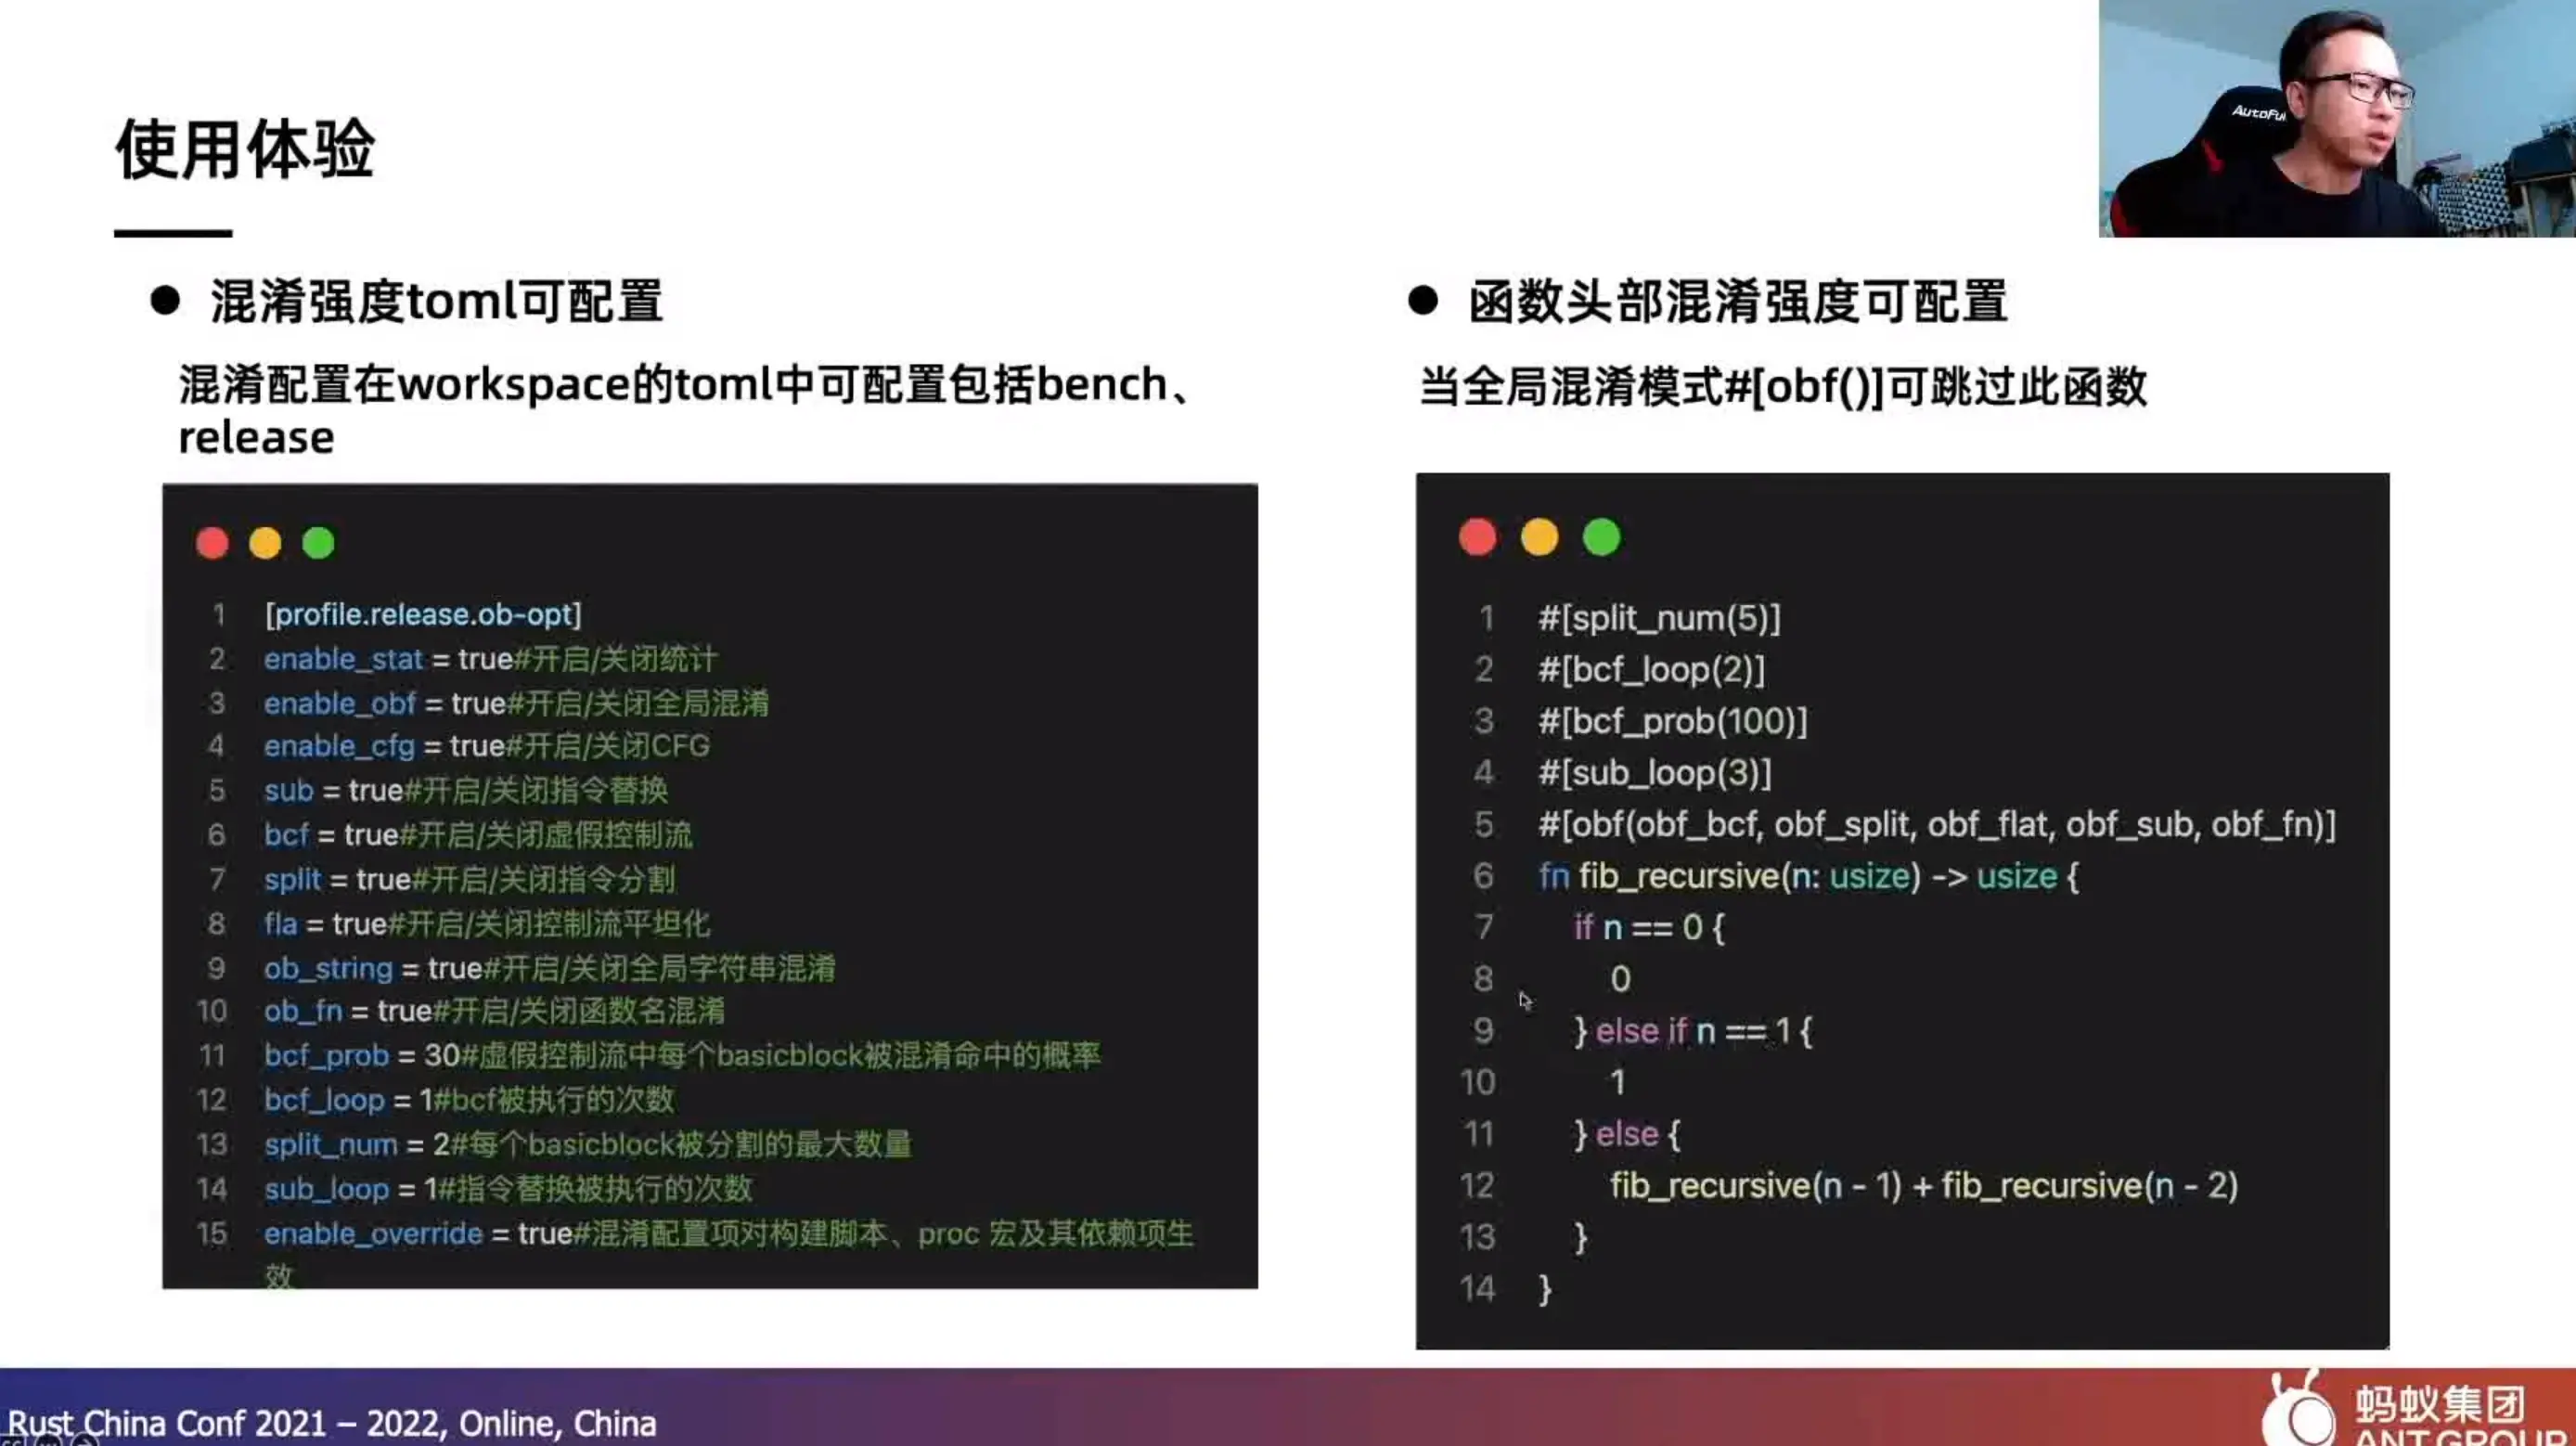 使用体验
AutoFul
● 混淆强度toml可配置
混淆配置在workspace的toml中可配置包括bench、
release
1 [profile.release.ob-opt]
2 enable_stat = true#开启/关闭统计
3 enable_obf = true#开启/关闭全局混淆
4 enable_cfg = true#开启/关闭CFG
5 sub = true#开启/关闭指令替换
6 bcf = true#开启/关闭虚假控制流
7 split = true#开启/关闭指令分割
8 fla = true#开启/关闭控制流平坦化
9 ob_string = true#开启/关闭全局字符串混淆
10 ob_fn = true#开启/关闭函数名混淆
11 bcf_prob = 30#虚假控制流中每个basicblock被混淆命中的概率
12 bcf_loop = 1#bcf被执行的次数
13 split_num = 2#每个basicblock被分割的最大数量
14 sub_loop = 1#指令替换被执行的次数
15 enable_override = true#混淆配置项对构建脚本、proc 宏及其依赖项生
效
● 函数头部混淆强度可配置
当全局混淆模式#[obf()]可跳过此函数
1 #[split_num(5)]
2 #[bcf_loop(2)]
3 #[bcf_prob(100)]
4 #[sub_loop(3)]
5 #[obf(obf_bcf, obf_split, obf_flat, obf_sub, obf_fn)]
6 fn fib_recursive(n: usize) -> usize {
7 if n == 0 {
8 0
9 } else if n == 1 {
10 1
11 } else {
12 fib_recursive(n - 1) + fib_recursive(n - 2)
13 }
14 }
Rust China Conf 2021 – 2022, Online, China
蚂蚁集团
ANT GROUP